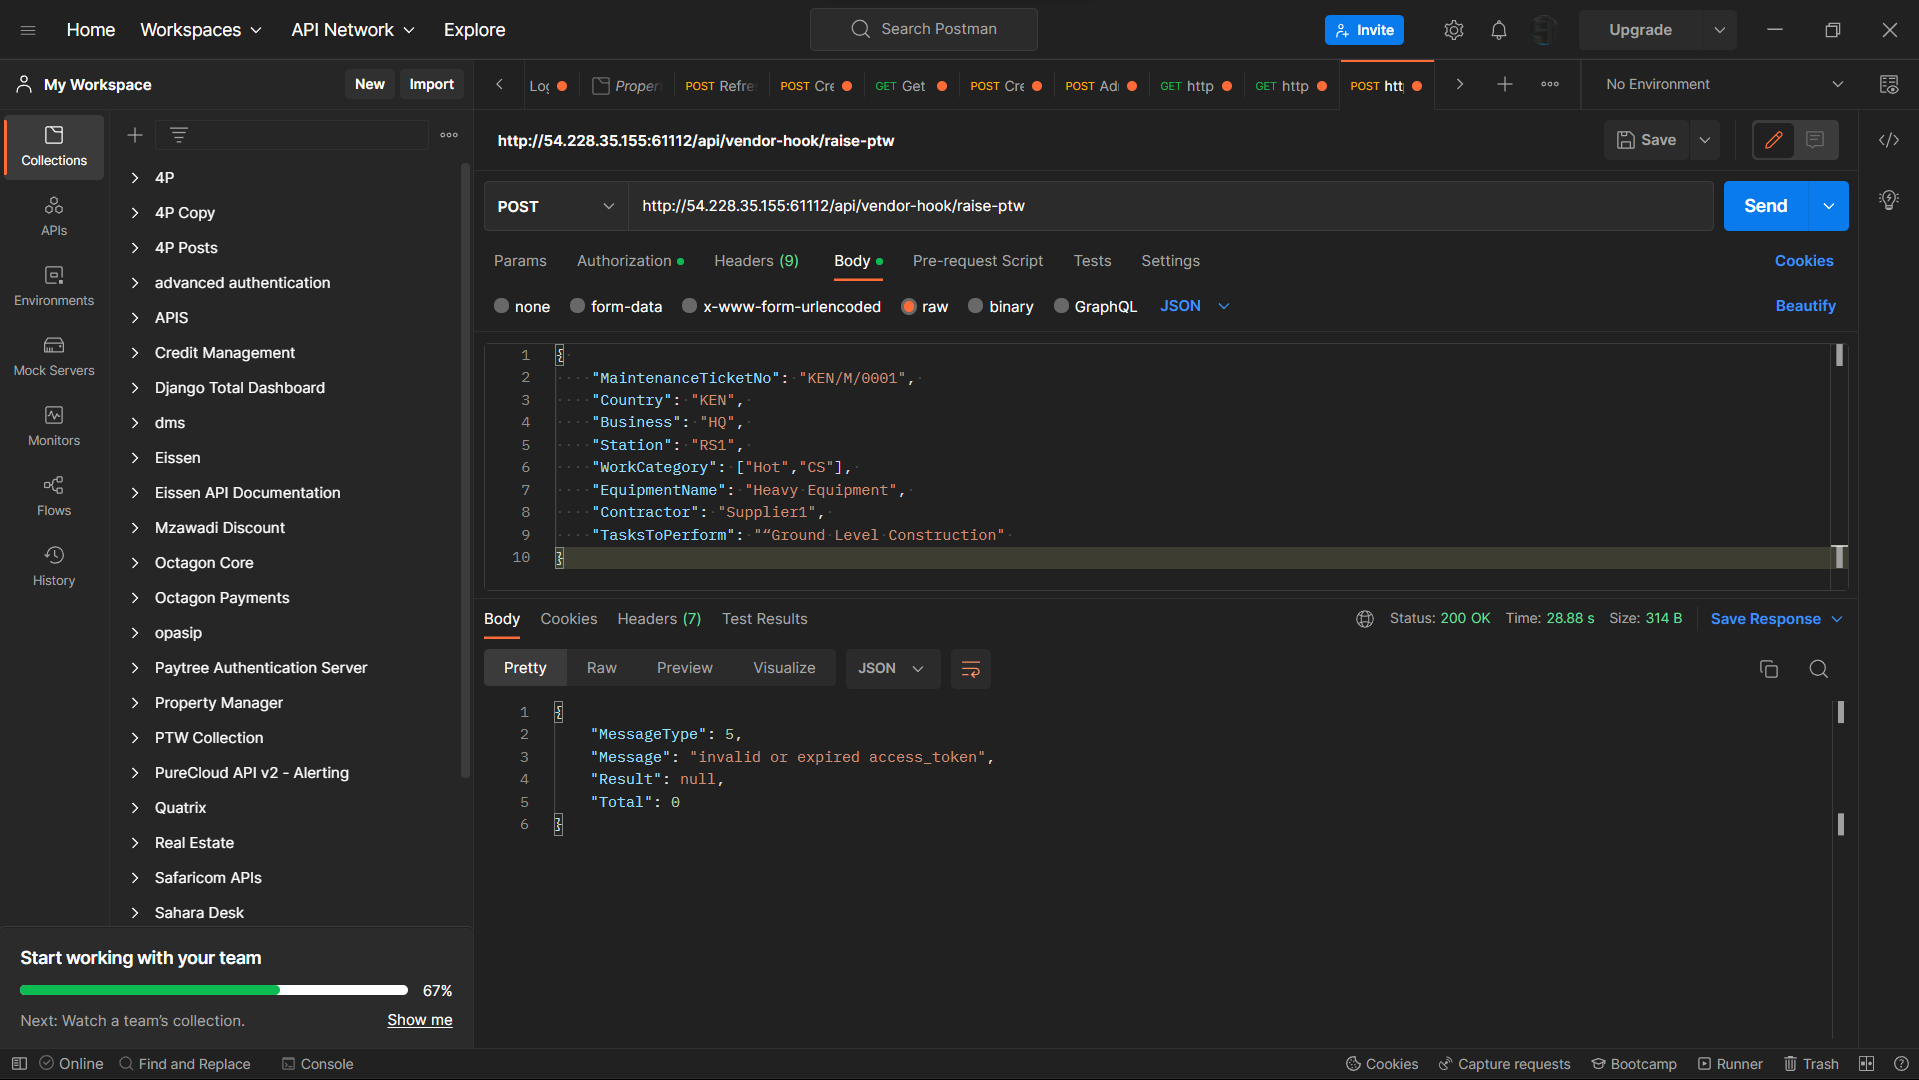 Home
Workspaces
API Network
Explore
Search Postman
Invite
Upgrade
My Workspace
New
Import
POST Refre
POST Cre
GET Get
POST Cre
POST Ad
GET http
GET http
POST htt
No Environment
Collections
APIs
Environments
Mock Servers
Monitors
Flows
History
4P
4P Copy
4P Posts
advanced authentication
APIS
Credit Management
Django Total Dashboard
dms
Eissen
Eissen API Documentation
Mzawadi Discount
Octagon Core
Octagon Payments
opasip
Paytree Authentication Server
Property Manager
PTW Collection
PureCloud API v2 - Alerting
Quatrix
Real Estate
Safaricom APIs
Sahara Desk
Start working with your team
67%
Next: Watch a team's collection.
Show me
http://54.228.35.155:61112/api/vendor-hook/raise-ptw
Save
POST
http://54.228.35.155:61112/api/vendor-hook/raise-ptw
Send
Params
Authorization
Headers (9)
Body
Pre-request Script
Tests
Settings
Cookies
none
form-data
x-www-form-urlencoded
raw
binary
GraphQL
JSON
Beautify
1 {
2 "MaintenanceTicketNo": "KEN/M/0001",
3 "Country": "KEN",
4 "Business": "HQ",
5 "Station": "RS1",
6 "WorkCategory": ["Hot","CS"],
7 "EquipmentName": "Heavy Equipment",
8 "Contractor": "Supplier1",
9 "TasksToPerform": "“Ground Level Construction"
10 }
Body
Cookies
Headers (7)
Test Results
Status: 200 OK
Time: 28.88 s
Size: 314 B
Save Response
Pretty
Raw
Preview
Visualize
JSON
1 {
2 "MessageType": 5,
3 "Message": "invalid or expired access_token",
4 "Result": null,
5 "Total": 0
6 }
Online
Find and Replace
Console
Cookies
Capture requests
Bootcamp
Runner
Trash